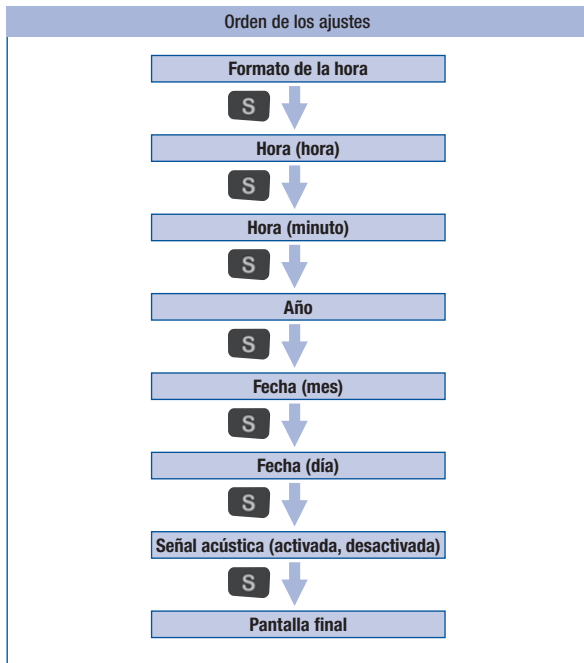 Orden de los ajustes
Formato de la hora
S
Hora (hora)
S
Hora (minuto)
S
Año
S
Fecha (mes)
S
Fecha (día)
S
Señal acústica (activada, desactivada)
S
Pantalla final